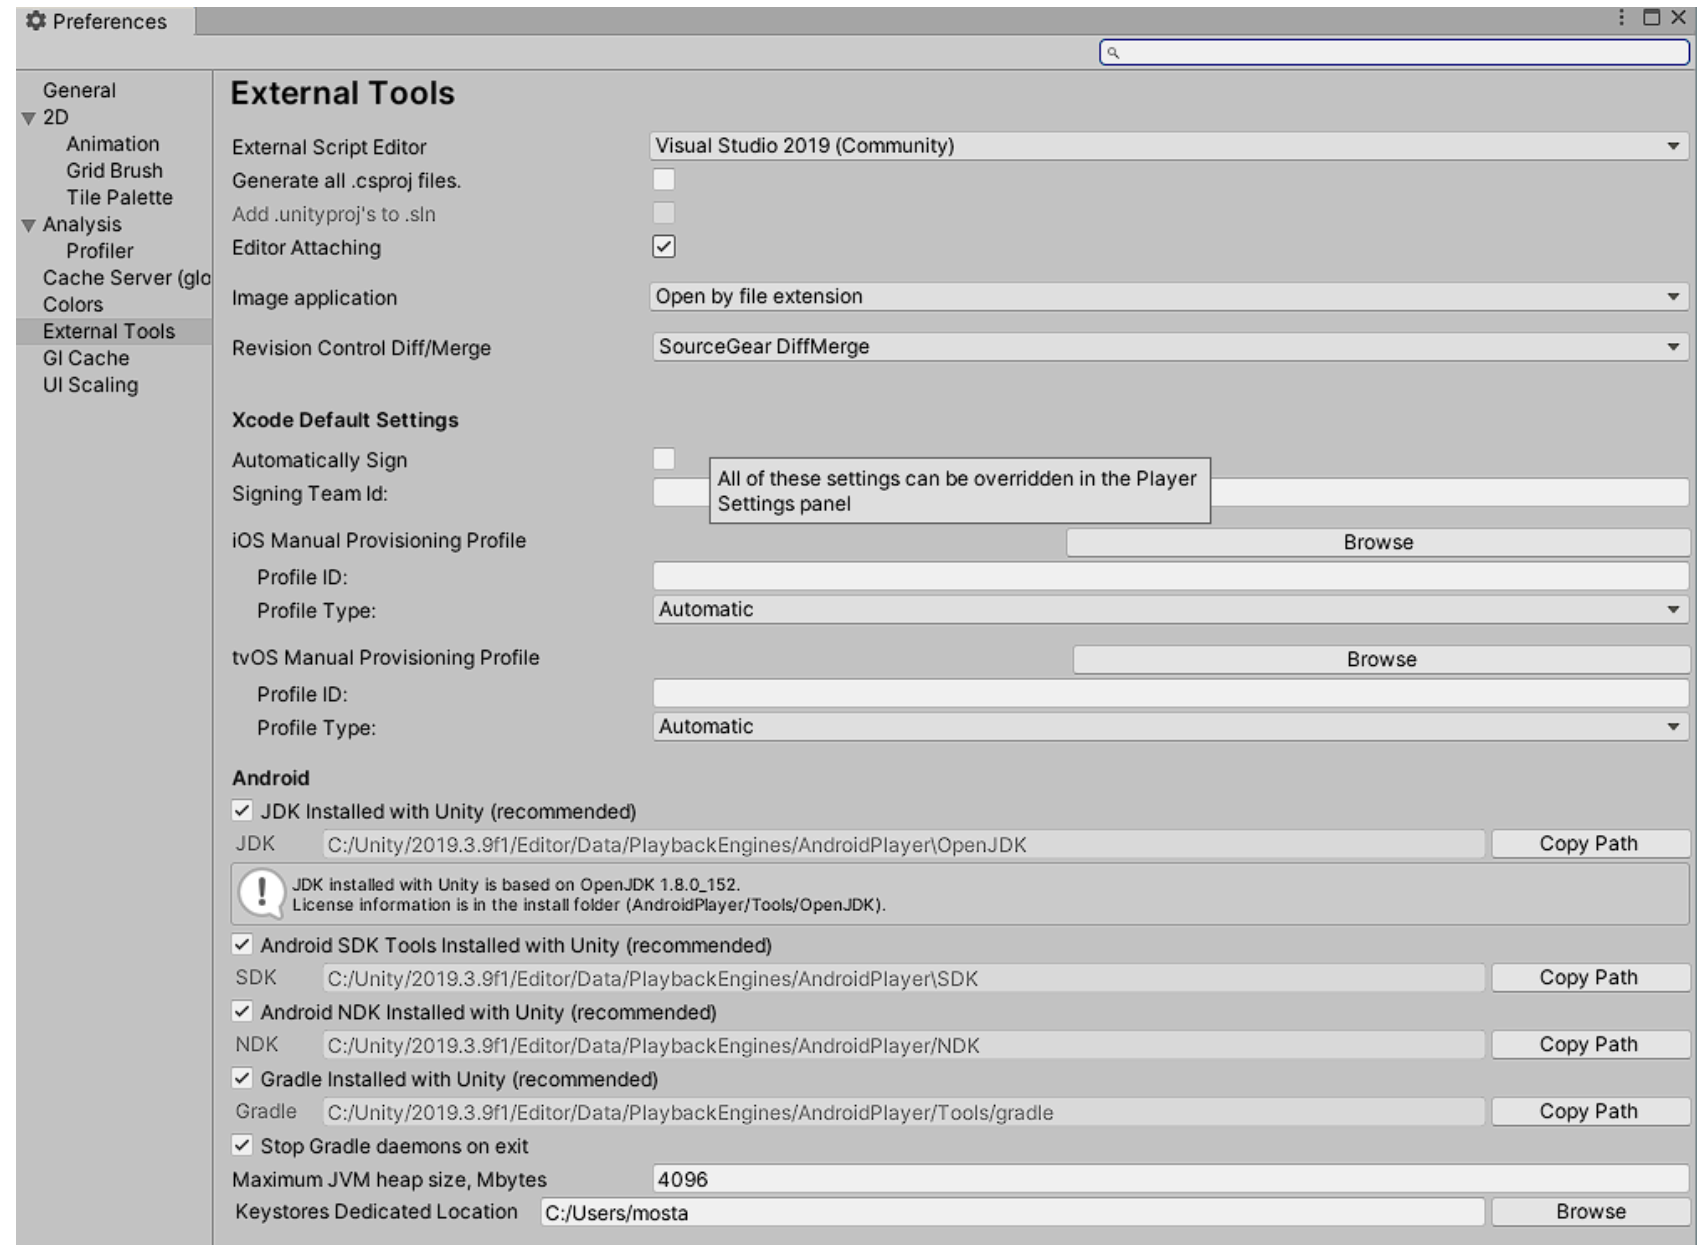 Preferences
General
2D
Animation
Grid Brush
Tile Palette
Analysis
Profiler
Cache Server (glo
Colors
External Tools
GI Cache
UI Scaling
External Tools
External Script Editor Visual Studio 2019 (Community)
Generate all .csproj files.
Add .unityproj's to .sln
Editor Attaching
Image application Open by file extension
Revision Control Diff/Merge SourceGear DiffMerge
Xcode Default Settings
Automatically Sign
Signing Team Id:
All of these settings can be overridden in the Player
Settings panel
iOS Manual Provisioning Profile Browse
Profile ID:
Profile Type: Automatic
tvOS Manual Provisioning Profile Browse
Profile ID:
Profile Type: Automatic
Android
JDK Installed with Unity (recommended)
JDK C:/Unity/2019.3.9f1/Editor/Data/PlaybackEngines/AndroidPlayer\OpenJDK Copy Path
JDK installed with Unity is based on OpenJDK 1.8.0_152.
License information is in the install folder (AndroidPlayer/Tools/OpenJDK).
Android SDK Tools Installed with Unity (recommended)
SDK C:/Unity/2019.3.9f1/Editor/Data/PlaybackEngines/AndroidPlayer\SDK Copy Path
Android NDK Installed with Unity (recommended)
NDK C:/Unity/2019.3.9f1/Editor/Data/PlaybackEngines/AndroidPlayer/NDK Copy Path
Gradle Installed with Unity (recommended)
Gradle C:/Unity/2019.3.9f1/Editor/Data/PlaybackEngines/AndroidPlayer/Tools/gradle Copy Path
Stop Gradle daemons on exit
Maximum JVM heap size, Mbytes 4096
Keystores Dedicated Location C:/Users/mosta Browse